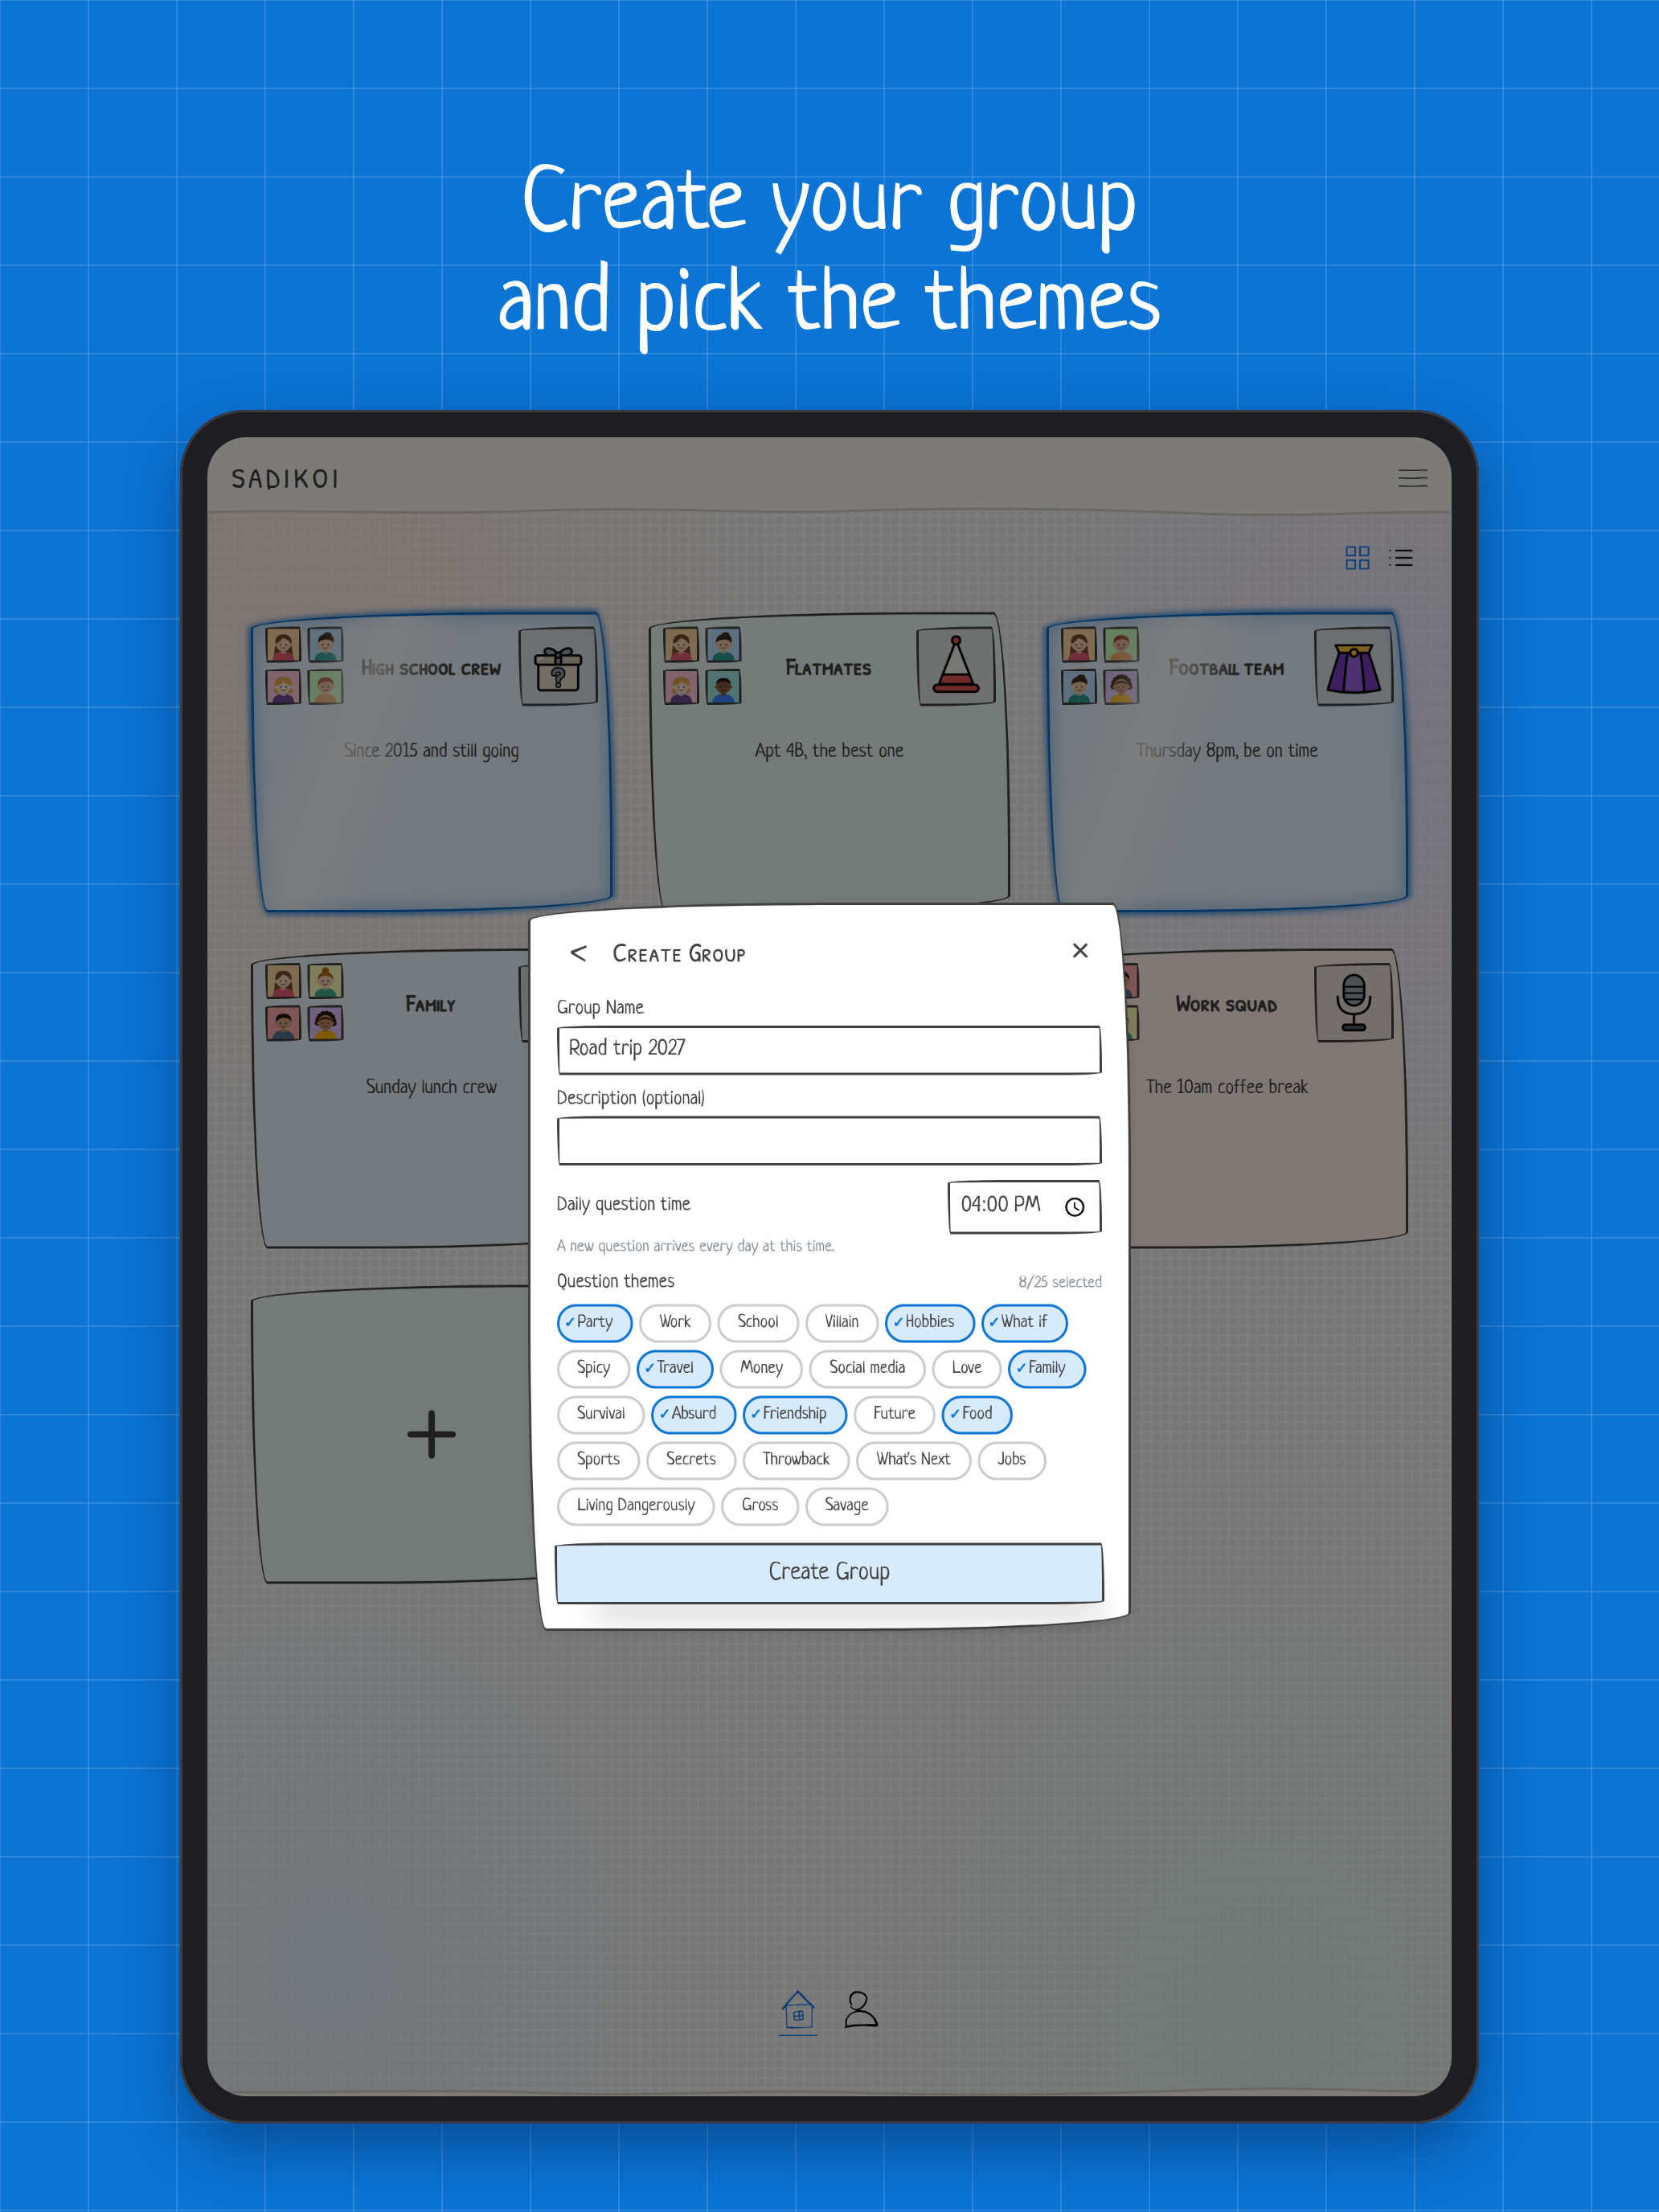 Create your group
and pick the themes
SADIKOI
High school crew
Since 2015 and still going
Flatmates
Apt 4B, the best one
Football team
Thursday 8pm, be on time
Family
Sunday lunch crew
Work squad
The 10am coffee break
< Create Group ×
Group Name
Road trip 2027
Description (optional)
Daily question time 04:00 PM
A new question arrives every day at this time.
Question themes 8/25 selected
✓Party Work School Villain ✓Hobbies ✓What if
Spicy ✓Travel Money Social media Love ✓Family
Survival ✓Absurd ✓Friendship Future ✓Food
Sports Secrets Throwback What's Next Jobs
Living Dangerously Gross Savage
Create Group